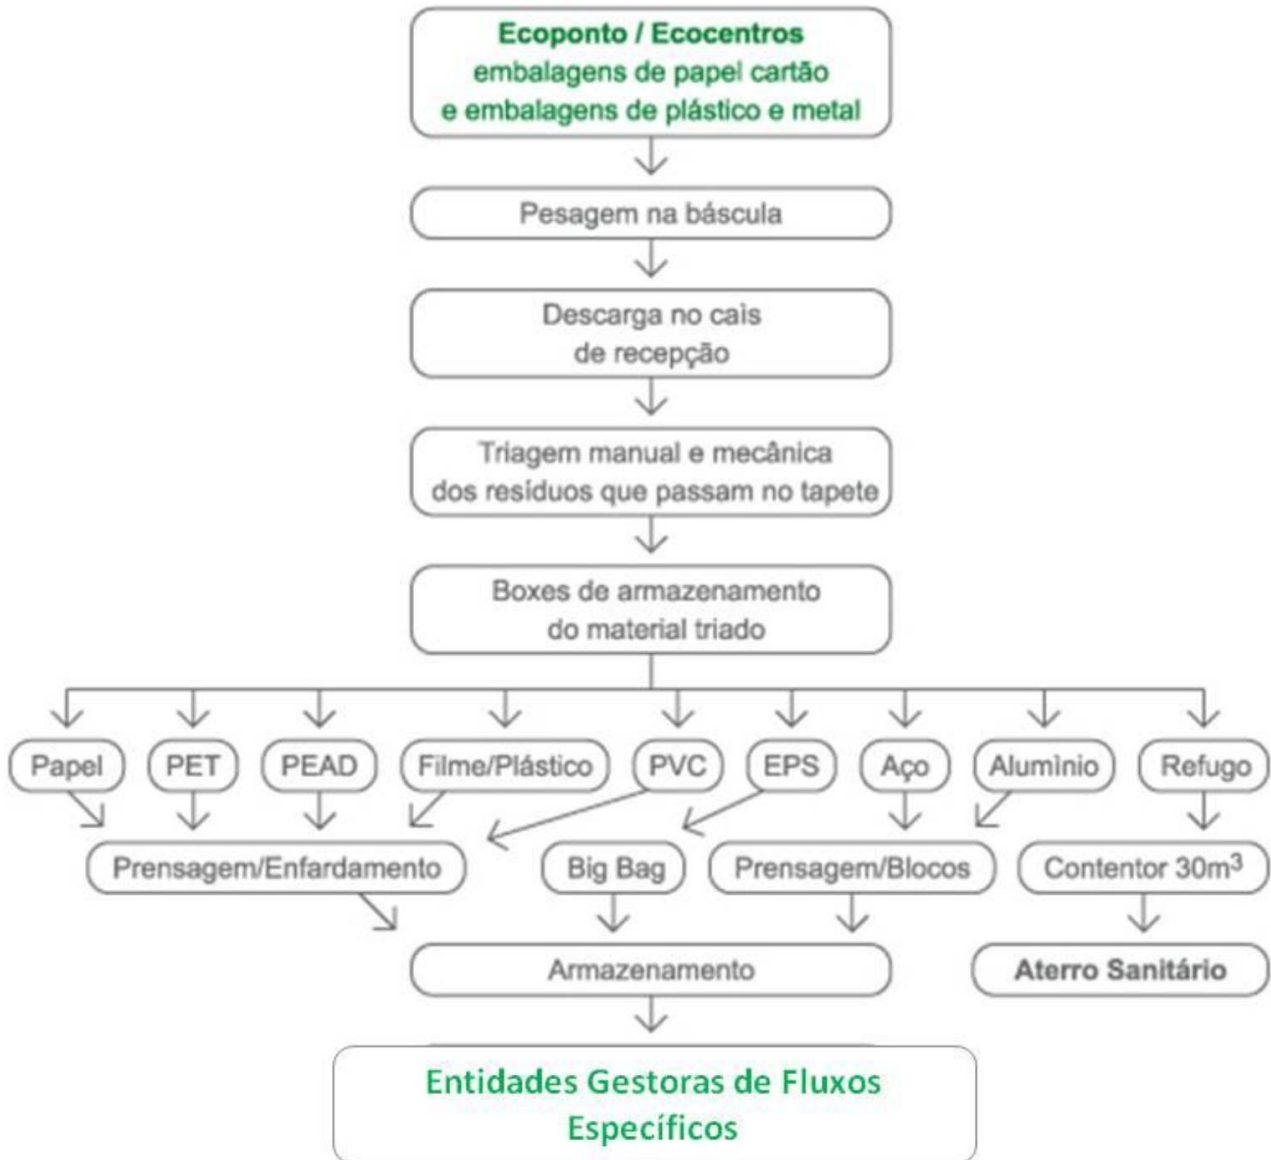 Ecoponto / Ecocentros
embalagens de papel cartão
e embalagens de plástico e metal
Pesagem na báscula
Descarga no cais
de recepção
Triagem manual e mecânica
dos resíduos que passam no tapete
Boxes de armazenamento
do material triado
Papel
PET
PEAD
Filme/Plástico
PVC
EPS
Aço
Alumínio
Refugo
Prensagem/Enfardamento
Big Bag
Prensagem/Blocos
Contentor 30m³
Armazenamento
Aterro Sanitário
Entidades Gestoras de Fluxos
Específicos